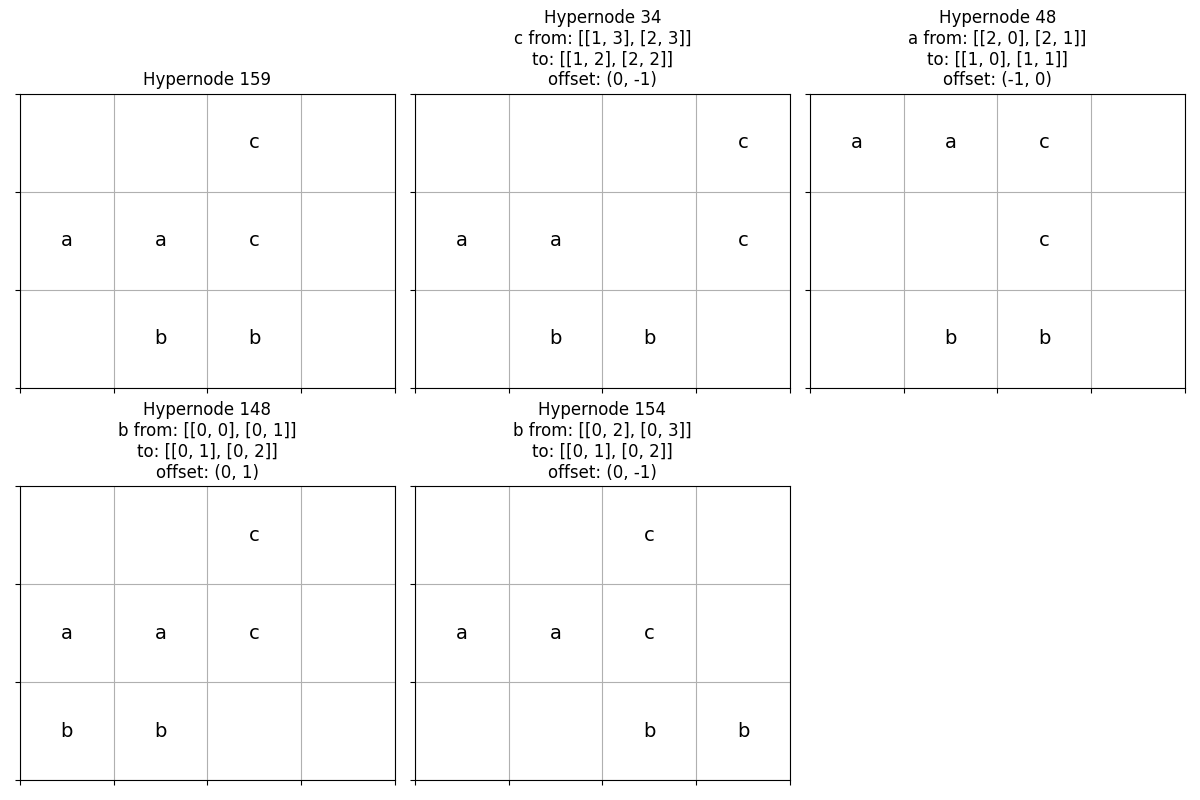 Hypernode 159
c
a a c
b b
Hypernode 34
c from: [[1, 3], [2, 3]]
to: [[1, 2], [2, 2]]
offset: (0, -1)
c
a a c
b b
Hypernode 48
a from: [[2, 0], [2, 1]]
to: [[1, 0], [1, 1]]
offset: (-1, 0)
a a c
c
b b
Hypernode 148
b from: [[0, 0], [0, 1]]
to: [[0, 1], [0, 2]]
offset: (0, 1)
c
a a c
b b
Hypernode 154
b from: [[0, 2], [0, 3]]
to: [[0, 1], [0, 2]]
offset: (0, -1)
c
a a c
b b